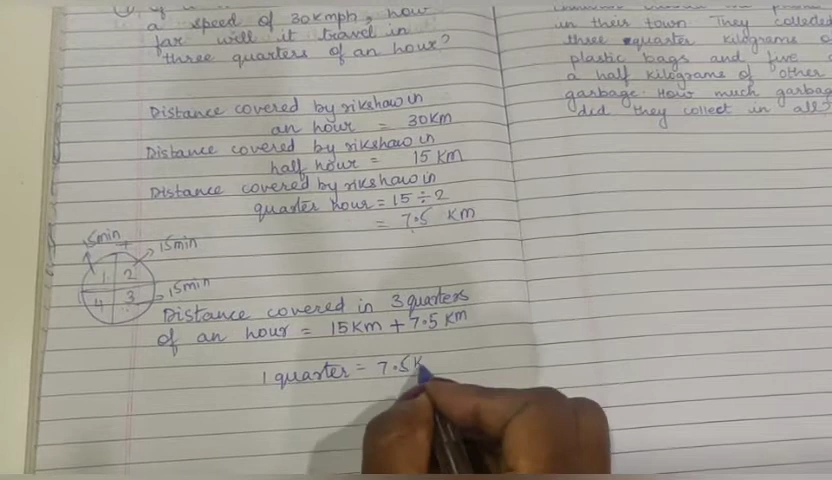 a speed of 30kmph, how
far will it travel in
three quarters of an hour?
Distance covered by rikshaw in
an hour = 30km
Distance covered by rikshaw in
half hour = 15 km
Distance covered by rikshaw in
quarter hour = 15 ÷ 2
= 7.5 km
15min
15min
1 2
4 3
15min
Distance covered in 3 quarters
of an hour = 15km + 7.5 km
1 quarter = 7.5k
in their town. They
three quarter kilograms
plastic bags and five
a half kilograms of other
garbage. How much
did they collect in all?